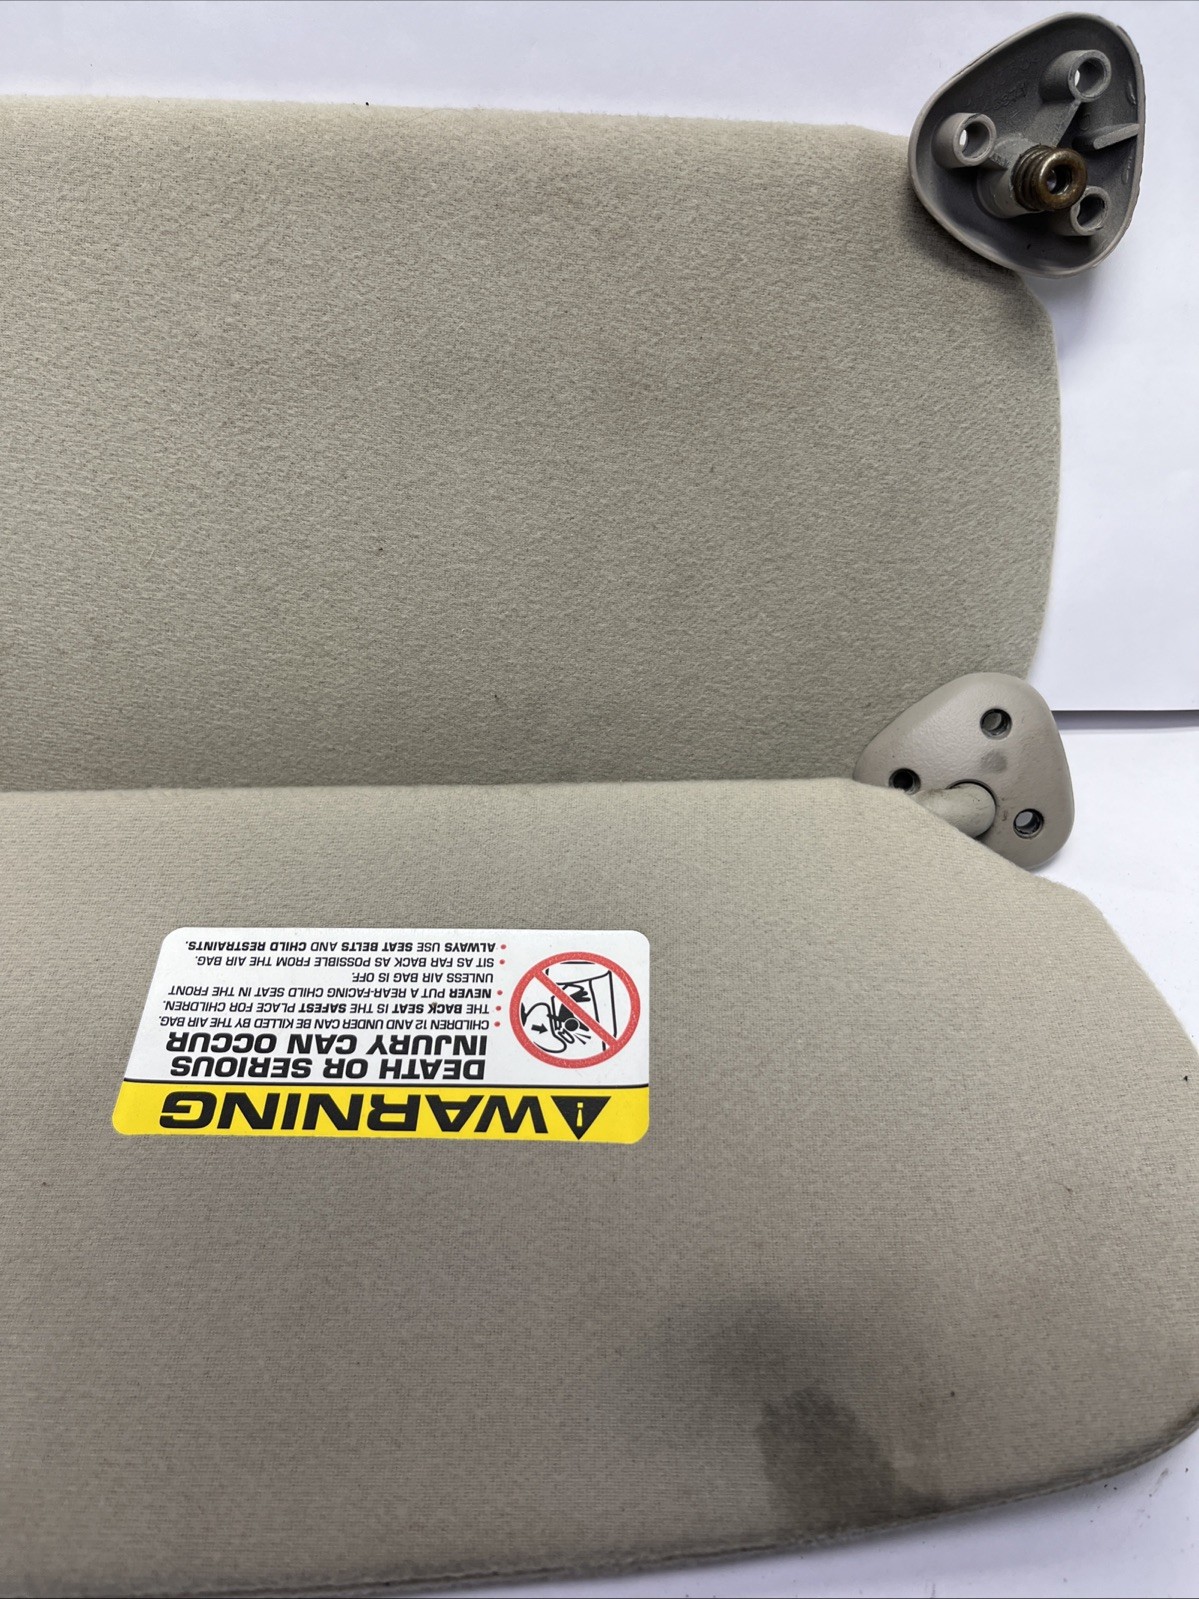 WARNING
DEATH OR SERIOUS
INJURY CAN OCCUR
• CHILDREN 12 AND UNDER CAN BE KILLED BY THE AIR BAG.
• THE BACK SEAT IS THE SAFEST PLACE FOR CHILDREN.
• NEVER PUT A REAR-FACING CHILD SEAT IN THE FRONT
UNLESS AIR BAG IS OFF.
• SIT AS FAR BACK AS POSSIBLE FROM THE AIR BAG.
• ALWAYS USE SEAT BELTS AND CHILD RESTRAINTS.